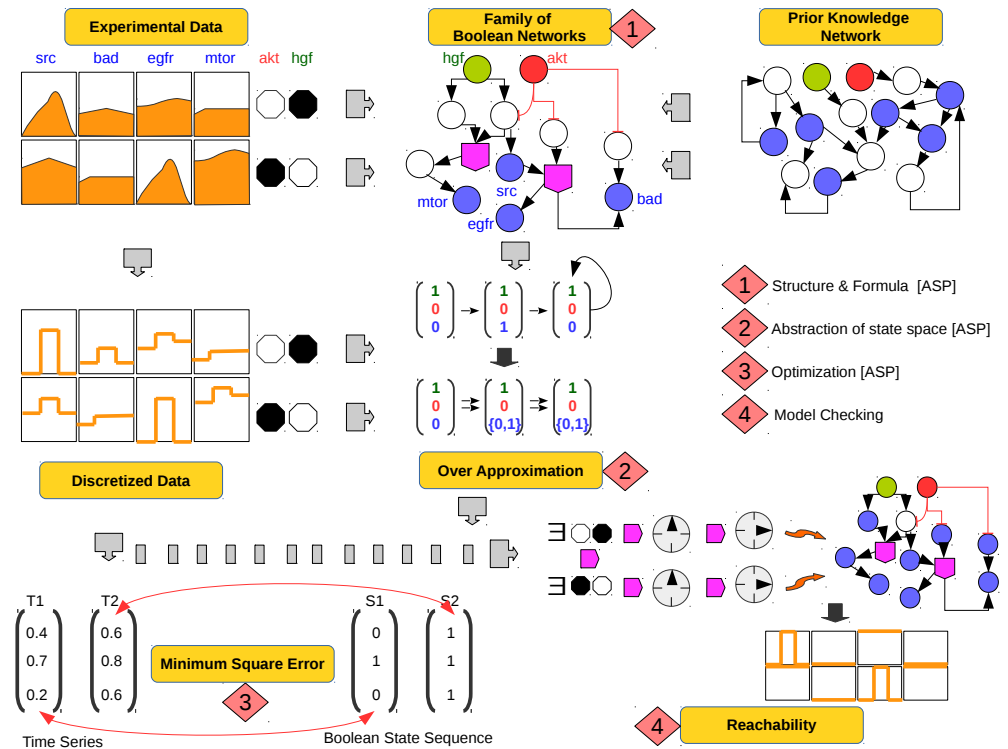 Experimental Data
src bad egfr mtor akt hgf
Family of
Boolean Networks
1
hgf
akt
mtor
src
egfr
bad
Prior Knowledge
Network
1 1 1
0 0 0
0 1 0
1 1 1
0 0 0
0 {0,1} {0,1}
1 Structure & Formula [ASP]
2 Abstraction of state space [ASP]
3 Optimization [ASP]
4 Model Checking
Discretized Data
Over Approximation
2
∃
∃
T1 T2 S1 S2
0.4 0.6 0 1
0.7 0.8 1 1
0.2 0.6 0 1
Minimum Square Error
3
Time Series
Boolean State Sequence
4
Reachability